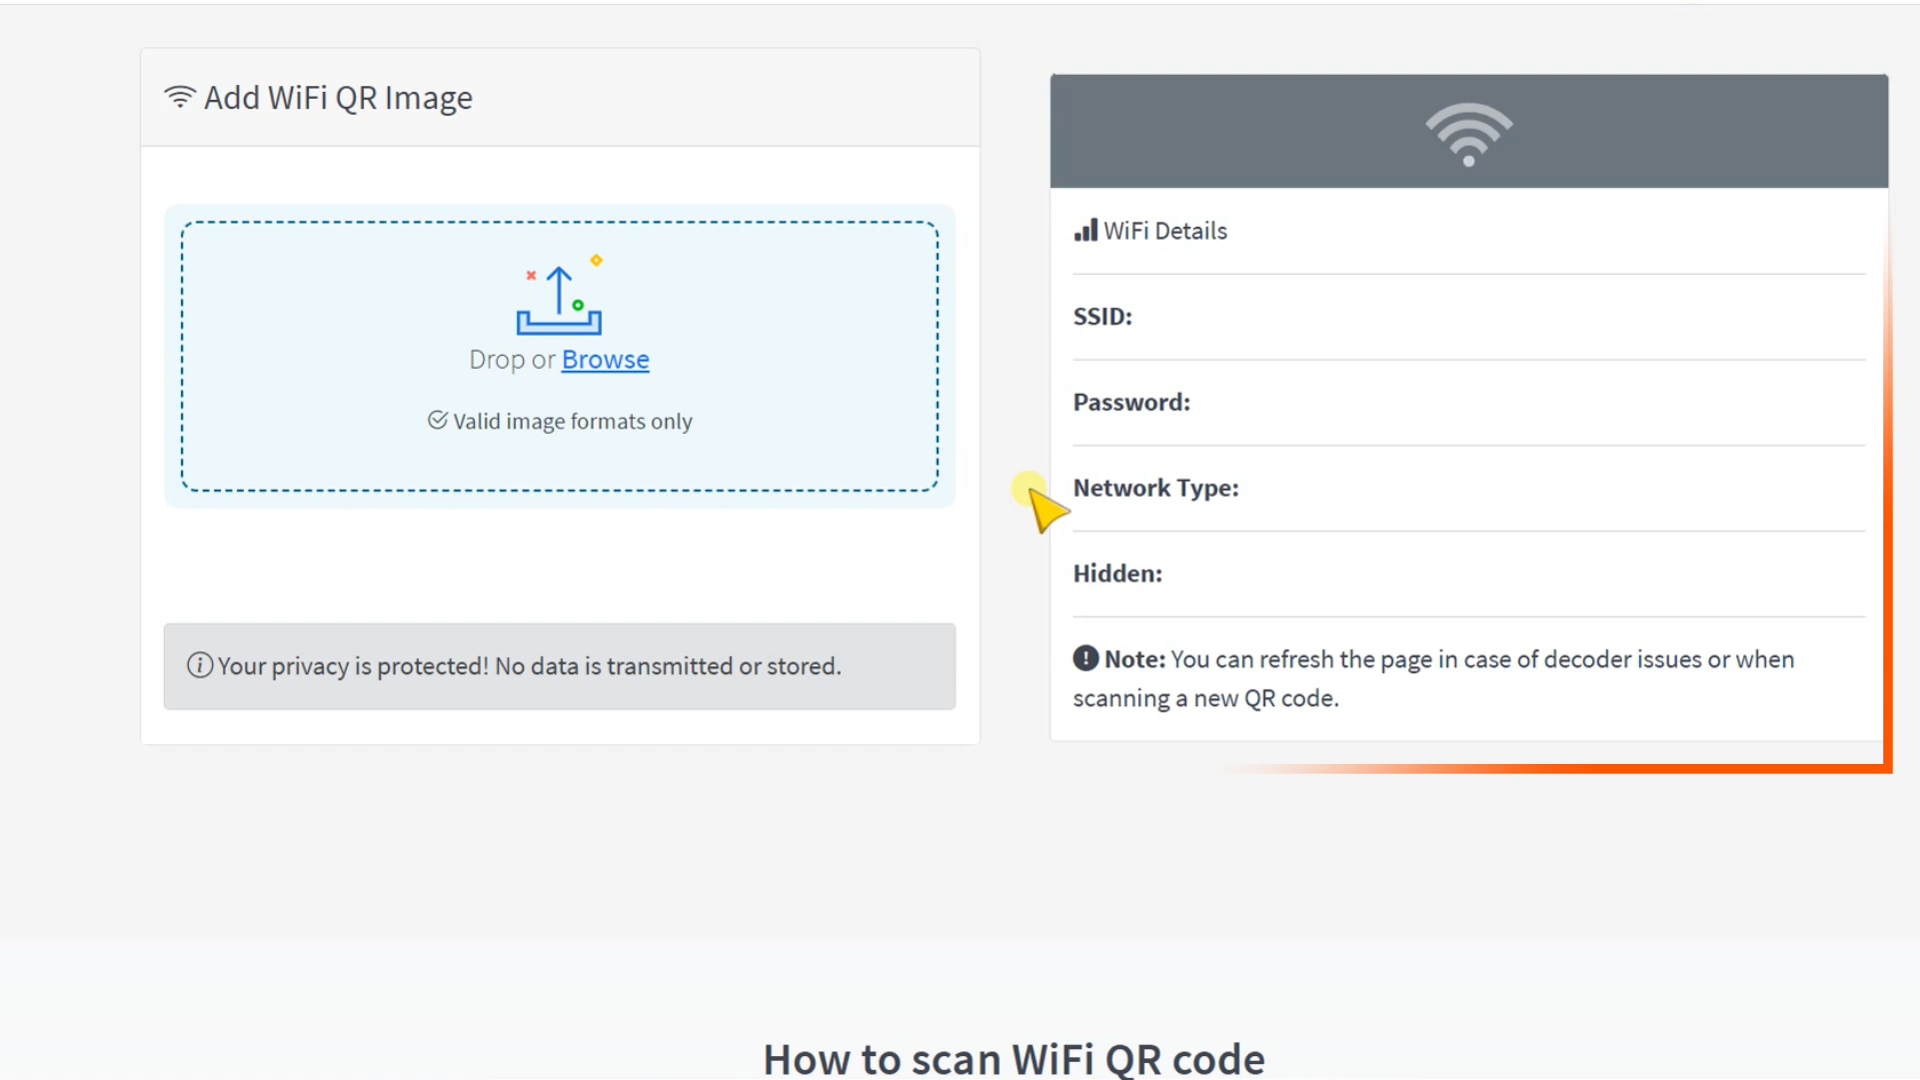 Add WiFi QR Image
Drop or Browse
Valid image formats only
Your privacy is protected! No data is transmitted or stored.
WiFi Details
SSID:
Password:
Network Type:
Hidden:
Note: You can refresh the page in case of decoder issues or when
scanning a new QR code.
How to scan WiFi QR code